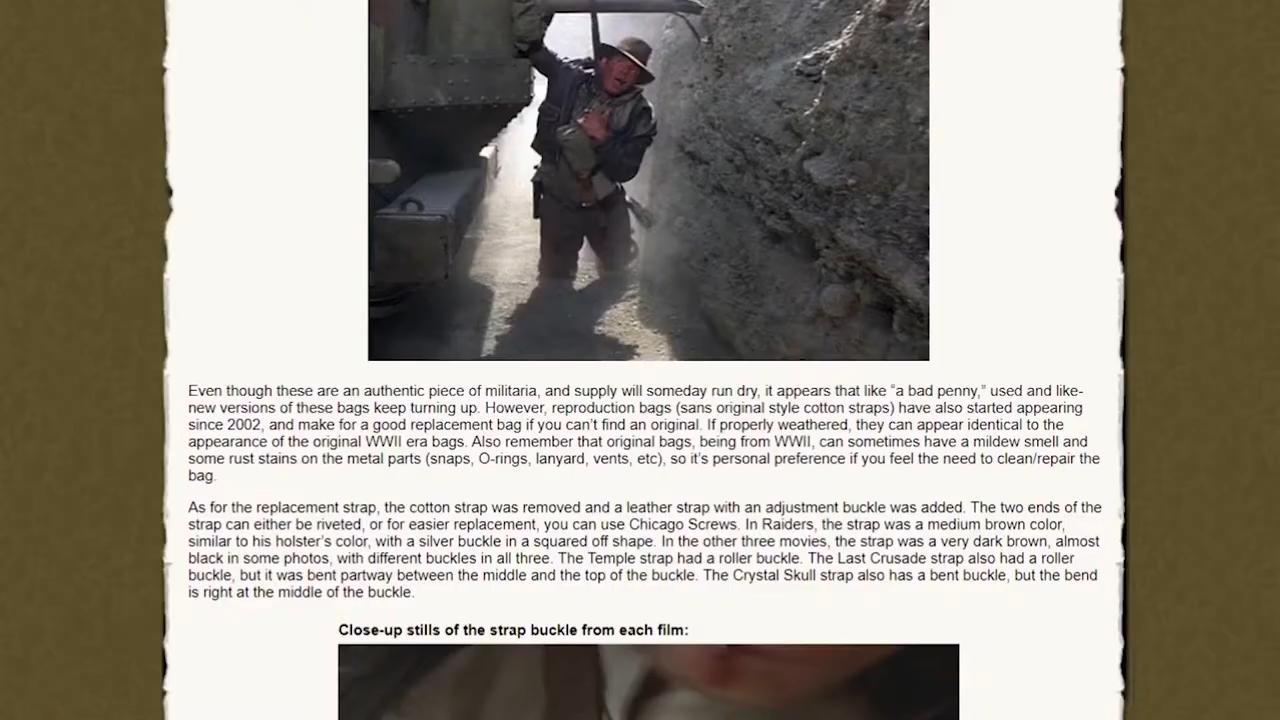 Even though these are an authentic piece of militaria, and supply will someday run dry, it appears that like “a bad penny,” used and like-
new versions of these bags keep turning up. However, reproduction bags (sans original style cotton straps) have also started appearing
since 2002, and make for a good replacement bag if you can’t find an original. If properly weathered, they can appear identical to the
appearance of the original WWII era bags. Also remember that original bags, being from WWII, can sometimes have a mildew smell and
some rust stains on the metal parts (snaps, O-rings, lanyard, vents, etc), so it’s personal preference if you feel the need to clean/repair the
bag.
As for the replacement strap, the cotton strap was removed and a leather strap with an adjustment buckle was added. The two ends of the
strap can either be riveted, or for easier replacement, you can use Chicago Screws. In Raiders, the strap was a medium brown color,
similar to his holster’s color, with a silver buckle in a squared off shape. In the other three movies, the strap was a very dark brown, almost
black in some photos, with different buckles in all three. The Temple strap had a roller buckle. The Last Crusade strap also had a roller
buckle, but it was bent partway between the middle and the top of the buckle. The Crystal Skull strap also has a bent buckle, but the bend
is right at the middle of the buckle.
Close-up stills of the strap buckle from each film: